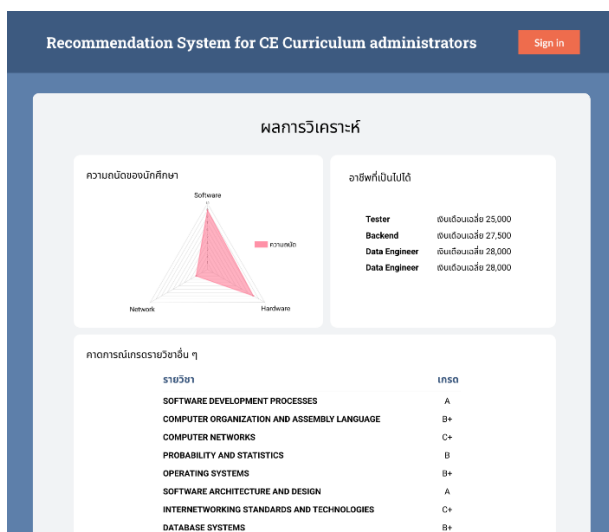 Recommendation System for CE Curriculum administrators
Sign in
ผลการวิเคราะห์
ความถนัดของนักศึกษา
Software
ความถนัด
Network
Hardware
อาชีพที่เป็นไปได้
Tester เงินเดือนเฉลี่ย 25,000
Backend เงินเดือนเฉลี่ย 27,500
Data Engineer เงินเดือนเฉลี่ย 28,000
Data Engineer เงินเดือนเฉลี่ย 28,000
คาดการณ์เกรดรายวิชาอื่น ๆ
รายวิชา เกรด
SOFTWARE DEVELOPMENT PROCESSES A
COMPUTER ORGANIZATION AND ASSEMBLY LANGUAGE B+
COMPUTER NETWORKS C+
PROBABILITY AND STATISTICS B
OPERATING SYSTEMS B+
SOFTWARE ARCHITECTURE AND DESIGN A
INTERNETWORKING STANDARDS AND TECHNOLOGIES C+
DATABASE SYSTEMS B+